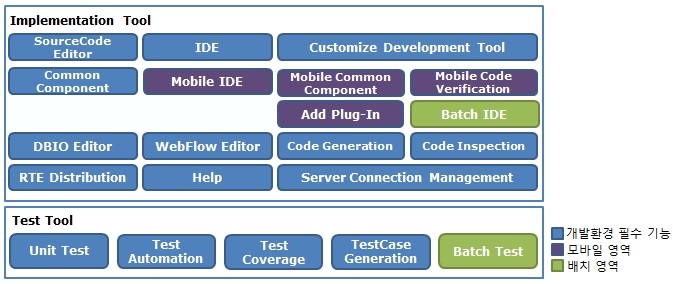 Implementation Tool
SourceCode
Editor
IDE
Customize Development Tool
Common
Component
Mobile IDE
Mobile Common
Component
Mobile Code
Verification
Add Plug-In
Batch IDE
DBIO Editor
WebFlow Editor
Code Generation
Code Inspection
RTE Distribution
Help
Server Connection Management
Test Tool
Unit Test
Test
Automation
Test
Coverage
TestCase
Generation
Batch Test
개발환경 필수 기능
모바일 영역
배치 영역